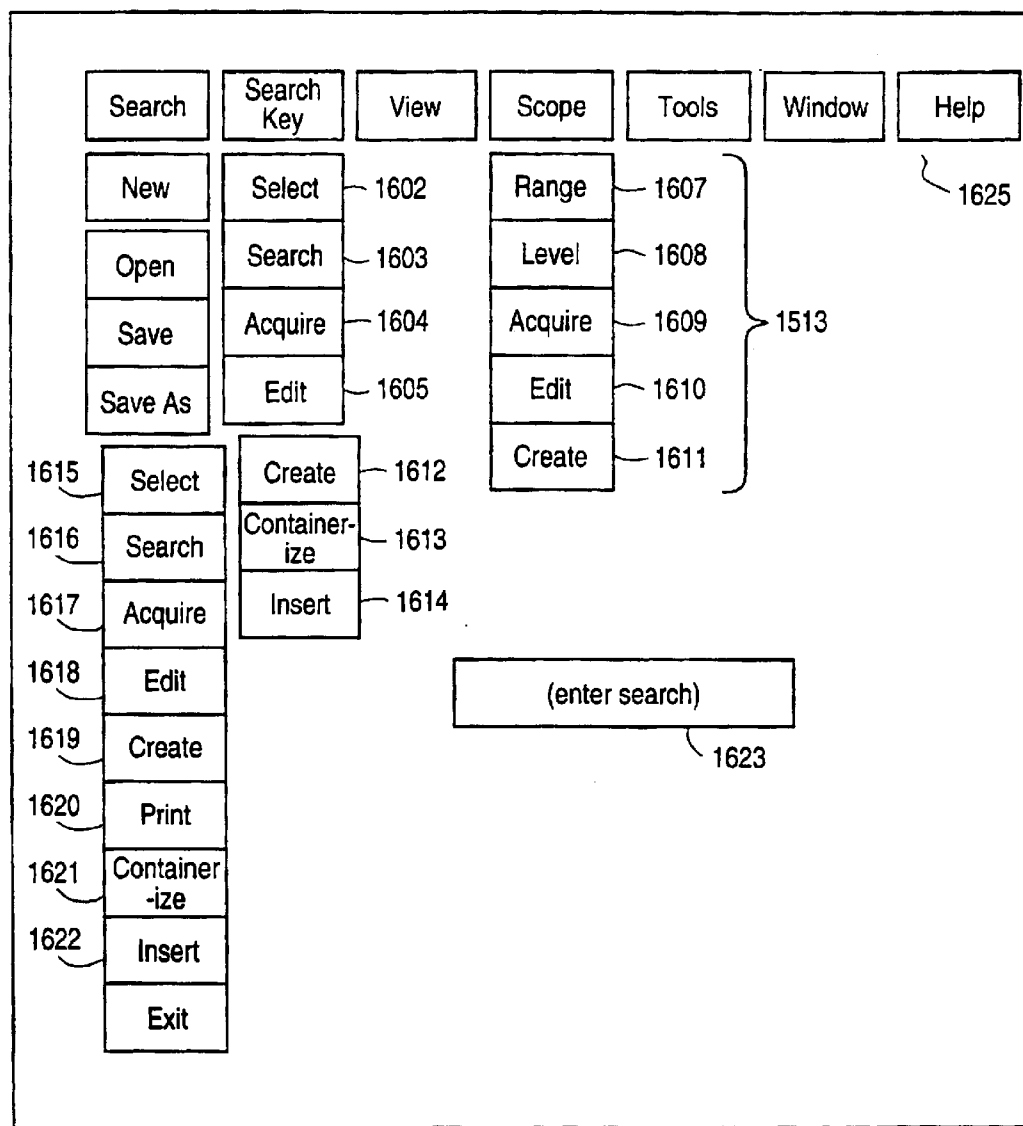 Search
Search
Key
View
Scope
Tools
Window
Help
1625
New
Open
Save
Save As
1615
Select
1616
Search
1617
Acquire
1618
Edit
1619
Create
1620
Print
1621
Container
-ize
1622
Insert
Exit
Select
1602
Search
1603
Acquire
1604
Edit
1605
Create
1612
Container-
ize
1613
Insert
1614
Range
1607
Level
1608
Acquire
1609
Edit
1610
Create
1611
1513
(enter search)
1623